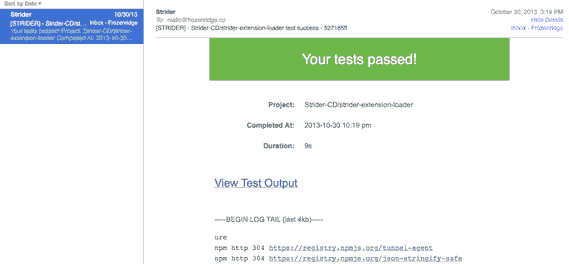 Sort by Date
Strider 10/30/13
[STRIDER] - Strider-CD/st... Inbox - Frozenridge
Your tests passed! Project: Strider-CD/strider-
extension-loader Completed At: 2013-10-30
10:19 pm Duration: 9s
Strider October 30, 2013 3:19 PM
To: niallo@frozenridge.co Hide Details
[STRIDER] - Strider-CD/strider-extension-loader test success - 527185ff Inbox - Frozenridge
Your tests passed!
Project: Strider-CD/strider-extension-loader
Completed At: 2013-10-30 10:19 pm
Duration: 9s
View Test Output
-----BEGIN LOG TAIL (last 4kb)-----
ure
npm http 304 https://registry.npmjs.org/tunnel-agent
npm http 304 https://registry.npmjs.org/json-stringify-safe